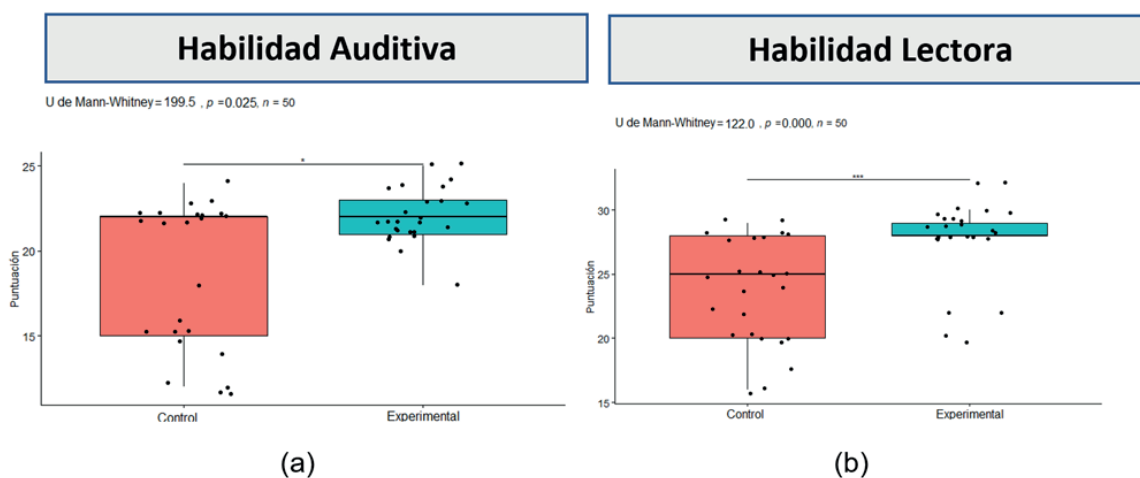 Habilidad Auditiva
U de Mann-Whitney = 199.5 , p =0.025, n = 50
*
25
20
15
Puntuación
Control
Experimental
(a)
Habilidad Lectora
U de Mann-Whitney =122.0 , p =0.000, n = 50
***
30
25
20
15
Puntuación
Control
Experimental
(b)